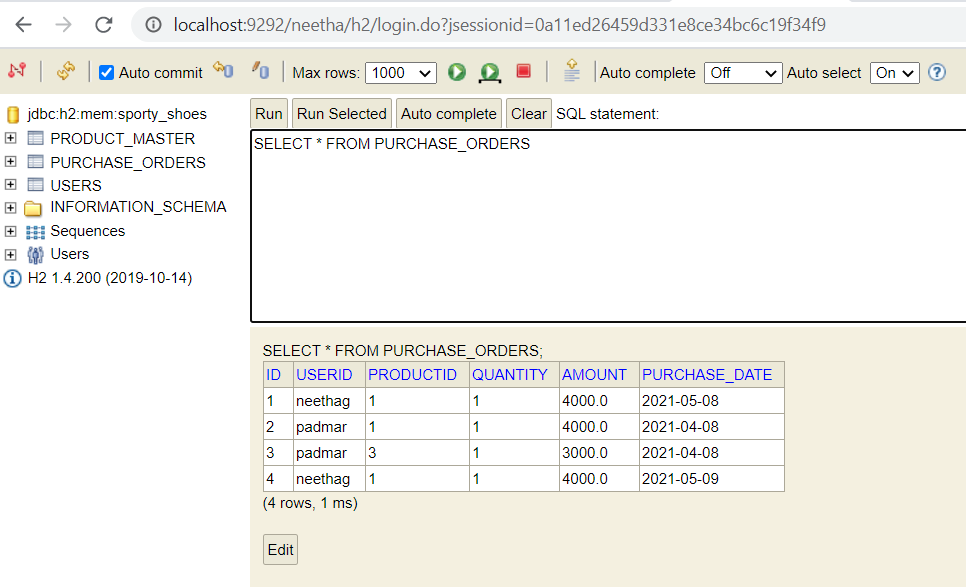 localhost:9292/neetha/h2/login.do?jsessionid=0a11ed26459d331e8ce34bc6c19f34f9
Auto commit Max rows: 1000 Auto complete Off Auto select On ?
jdbc:h2:mem:sporty_shoes
PRODUCT_MASTER
PURCHASE_ORDERS
USERS
INFORMATION_SCHEMA
Sequences
Users
H2 1.4.200 (2019-10-14)
Run Run Selected Auto complete Clear SQL statement:
SELECT * FROM PURCHASE_ORDERS
SELECT * FROM PURCHASE_ORDERS;
ID USERID PRODUCTID QUANTITY AMOUNT PURCHASE_DATE
1 neethag 1 1 4000.0 2021-05-08
2 padmar 1 1 4000.0 2021-04-08
3 padmar 3 1 3000.0 2021-04-08
4 neethag 1 1 4000.0 2021-05-09
(4 rows, 1 ms)
Edit